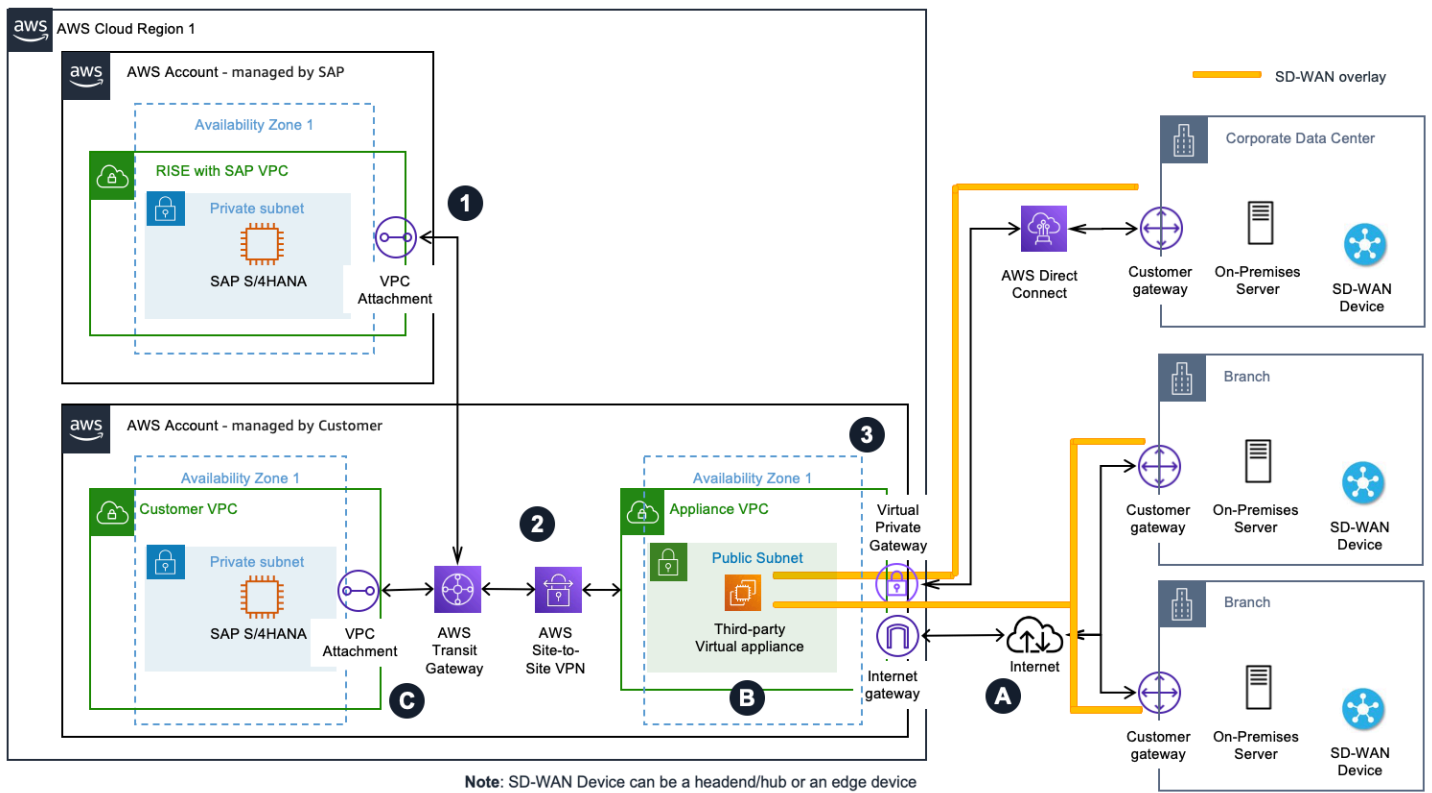 aws
AWS Cloud Region 1
aws
AWS Account - managed by SAP
Availability Zone 1
RISE with SAP VPC
Private subnet
SAP S/4HANA
VPC
Attachment
1
SD-WAN overlay
Corporate Data Center
AWS Direct
Connect
Customer
gateway
On-Premises
Server
SD-WAN
Device
Branch
Customer
gateway
On-Premises
Server
SD-WAN
Device
aws
AWS Account - managed by Customer
3
Availability Zone 1
Customer VPC
Private subnet
SAP S/4HANA
VPC
Attachment
C
AWS
Transit
Gateway
2
AWS
Site-to-
Site VPN
Availability Zone 1
Appliance VPC
Public Subnet
Third-party
Virtual appliance
B
Virtual
Private
Gateway
Internet
gateway
A
Internet
Branch
Customer
gateway
On-Premises
Server
SD-WAN
Device
Note: SD-WAN Device can be a headend/hub or an edge device